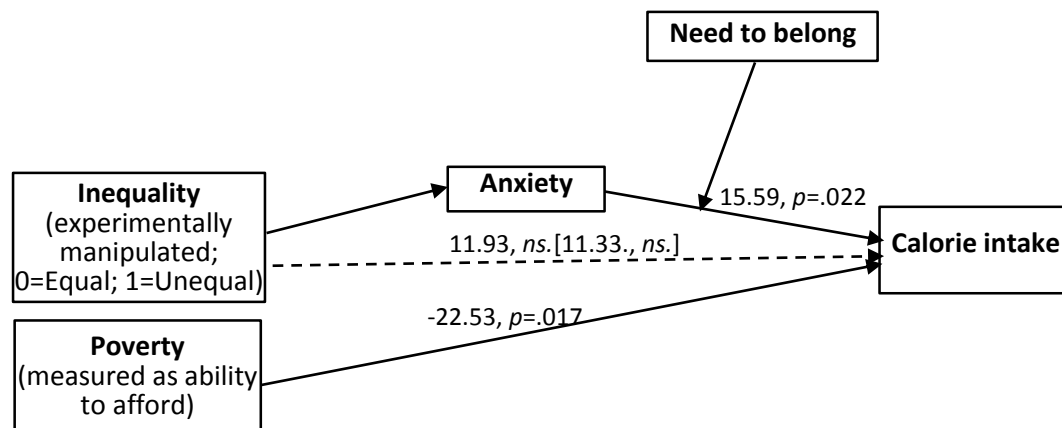 Need to belong
Anxiety
15.59, p=.022
Inequality
(experimentally
manipulated;
0=Equal; 1=Unequal)
11.93, ns.[11.33., ns.]
Calorie intake
-22.53, p=.017
Poverty
(measured as ability
to afford)